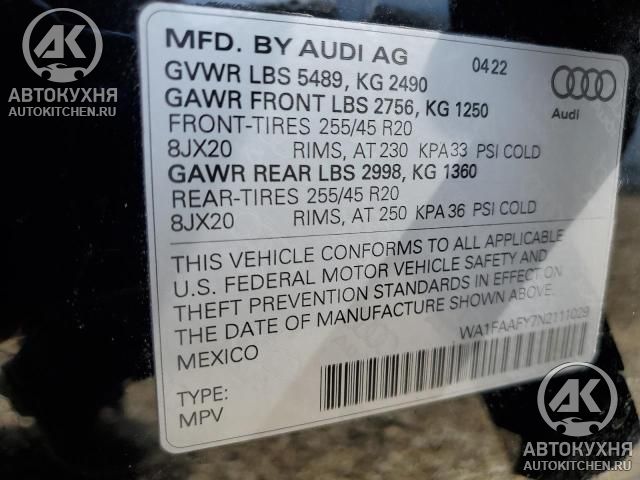 MFD. BY AUDI AG
0422
GVWR LBS 5489, KG 2490
GAWR FRONT LBS 2756, KG 1250
FRONT-TIRES 255/45 R20
8JX20 RIMS, AT 230 KPA 33 PSI COLD
GAWR REAR LBS 2998, KG 1360
REAR-TIRES 255/45 R20
8JX20 RIMS, AT 250 KPA 36 PSI COLD
Audi
THIS VEHICLE CONFORMS TO ALL APPLICABLE
U.S. FEDERAL MOTOR VEHICLE SAFETY AND
THEFT PREVENTION STANDARDS IN EFFECT ON
THE DATE OF MANUFACTURE SHOWN ABOVE.
MEXICO
WA1FAAFY7N2111029
TYPE:
MPV
АК
АВТОКУХНЯ
AUTOKITCHEN.RU
АК
АВТОКУХНЯ
AUTOKITCHEN.RU